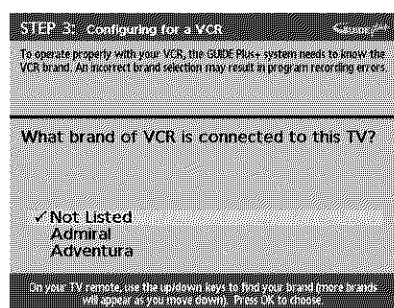 STEP 3: Configuring for a VCR
GUIDE Plus+
To operate properly with your VCR, the GUIDE Plus+ system needs to know the
VCR brand. An incorrect brand selection may result in program recording errors.
What brand of VCR is connected to this TV?
✓ Not Listed
Admiral
Adventura
On your TV remote, use the up/down keys to find your brand (more brands
will appear as you move down). Press OK to choose.